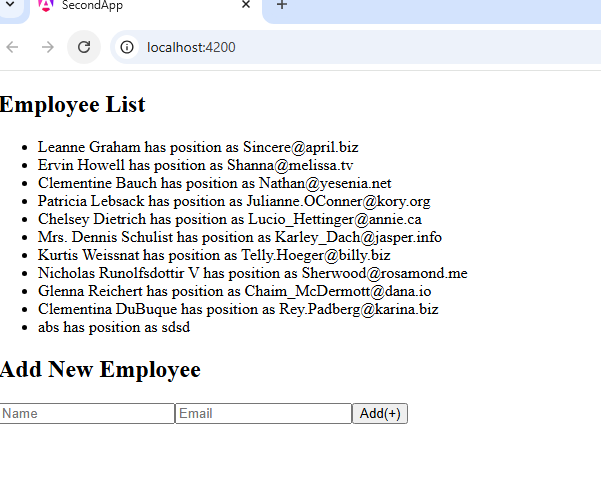 SecondApp
localhost:4200
Employee List
Leanne Graham has position as Sincere@april.biz
Ervin Howell has position as Shanna@melissa.tv
Clementine Bauch has position as Nathan@yesenia.net
Patricia Lebsack has position as Julianne.OConner@kory.org
Chelsey Dietrich has position as Lucio_Hettinger@annie.ca
Mrs. Dennis Schulist has position as Karley_Dach@jasper.info
Kurtis Weissnat has position as Telly.Hoeger@billy.biz
Nicholas Runolfsdottir V has position as Sherwood@rosamond.me
Glenna Reichert has position as Chaim_McDermott@dana.io
Clementina DuBuque has position as Rey.Padberg@karina.biz
abs has position as sdsd
Add New Employee
Name Email Add(+)